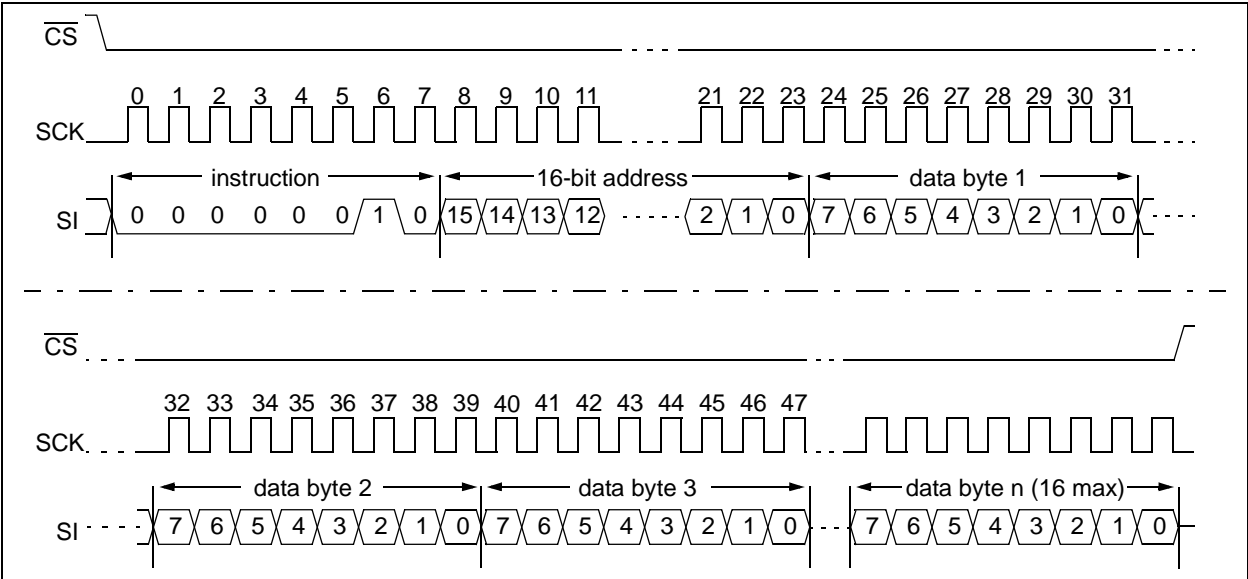 CS
0 1 2 3 4 5 6 7 8 9 10 11 21 22 23 24 25 26 27 28 29 30 31
SCK
instruction 16-bit address data byte 1
SI 0 0 0 0 0 0 1 0 15 14 13 12 2 1 0 7 6 5 4 3 2 1 0
CS
32 33 34 35 36 37 38 39 40 41 42 43 44 45 46 47
SCK
data byte 2 data byte 3 data byte n (16 max)
SI 7 6 5 4 3 2 1 0 7 6 5 4 3 2 1 0 7 6 5 4 3 2 1 0